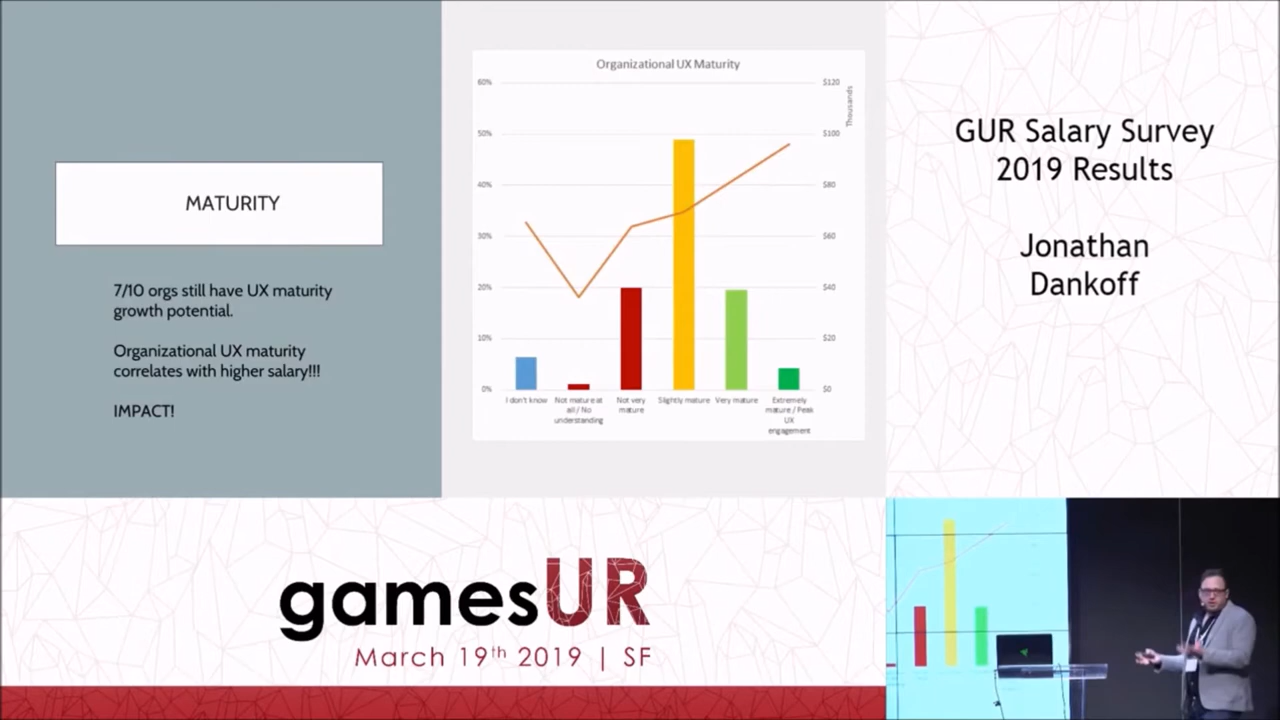 MATURITY
7/10 orgs still have UX maturity
growth potential.
Organizational UX maturity
correlates with higher salary!!!
IMPACT!
Organizational UX Maturity
60%
50%
40%
30%
20%
10%
0%
$120
$100
$80
$60
$40
$20
$0
Thousands
I don't know
Not mature at
all / No
understanding
Not very
mature
Slightly mature
Very mature
Extremely
mature / Peak
UX
engagement
GUR Salary Survey
2019 Results
Jonathan
Dankoff
gamesUR
March 19th 2019 | SF